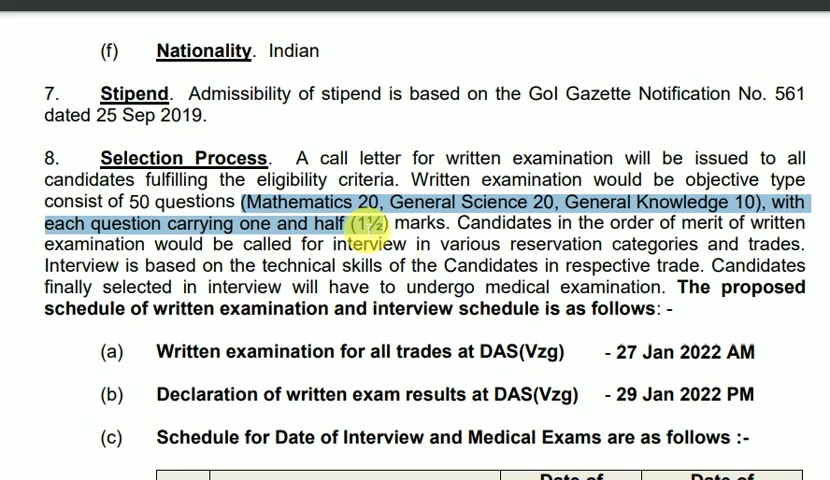 (f) Nationality. Indian
7. Stipend. Admissibility of stipend is based on the GoI Gazette Notification No. 561
dated 25 Sep 2019.
8. Selection Process. A call letter for written examination will be issued to all
candidates fulfilling the eligibility criteria. Written examination would be objective type
consist of 50 questions (Mathematics 20, General Science 20, General Knowledge 10), with
each question carrying one and half (1½) marks. Candidates in the order of merit of written
examination would be called for interview in various reservation categories and trades.
Interview is based on the technical skills of the Candidates in respective trade. Candidates
finally selected in interview will have to undergo medical examination. The proposed
schedule of written examination and interview schedule is as follows: -
(a) Written examination for all trades at DAS(Vzg) - 27 Jan 2022 AM
(b) Declaration of written exam results at DAS(Vzg) - 29 Jan 2022 PM
(c) Schedule for Date of Interview and Medical Exams are as follows :-
Date of Date of